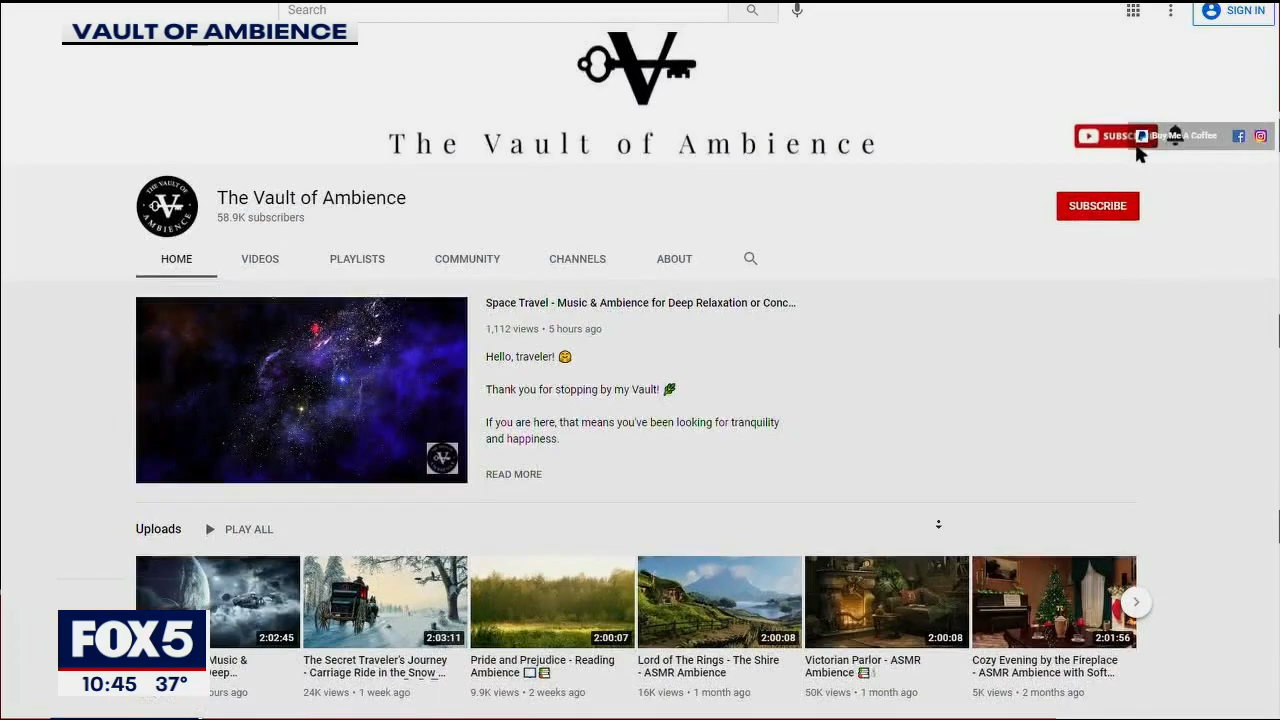 Search
SIGN IN
VAULT OF AMBIENCE
V
The Vault of Ambience
Buy Me A Coffee
THE VAULT OF
V
AMBIENCE
The Vault of Ambience
58.9K subscribers
SUBSCRIBE
HOME
VIDEOS
PLAYLISTS
COMMUNITY
CHANNELS
ABOUT
Space Travel - Music & Ambience for Deep Relaxation or Conc...
1,112 views • 5 hours ago
Hello, traveler! 🤗
Thank you for stopping by my Vault! 🌿
If you are here, that means you've been looking for tranquility
and happiness.
READ MORE
Uploads
PLAY ALL
2:02:45
2:03:11
2:00:07
2:00:08
2:00:08
2:01:56
Music &
The Secret Traveler's Journey
- Carriage Ride in the Snow ...
24K views • 1 week ago
Pride and Prejudice - Reading
Ambience
9.9K views • 2 weeks ago
Lord of The Rings - The Shire
- ASMR Ambience
16K views • 1 month ago
Victorian Parlor - ASMR
Ambience
50K views • 1 month ago
Cozy Evening by the Fireplace
- ASMR Ambience with Soft...
5K views • 2 months ago
FOX5
10:45 37°